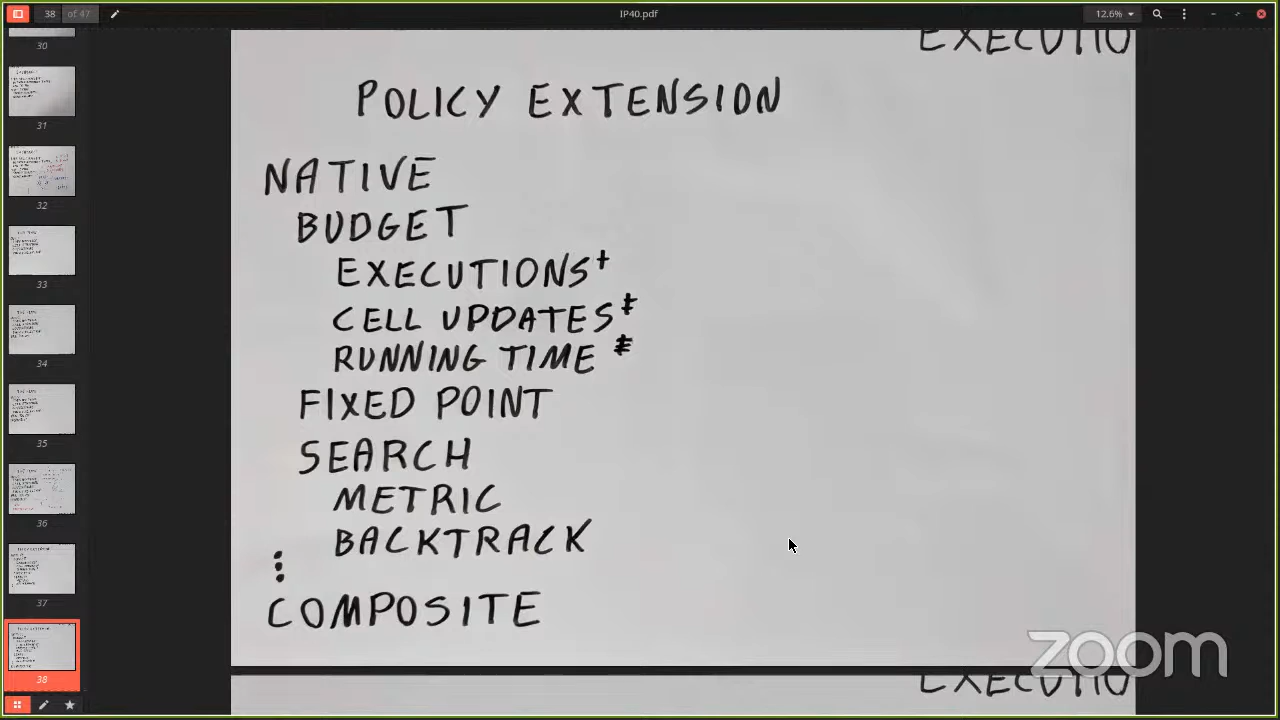 38 of 47
IP40.pdf
12.6%
30
EXECUTIO
31
32
33
34
35
36
37
38
POLICY EXTENSION
NATIVE
BUDGET
EXECUTIONS†
CELL UPDATES‡
RUNNING TIME
FIXED POINT
SEARCH
METRIC
BACKTRACK
⋮
COMPOSITE
zoom
EXECUTIO